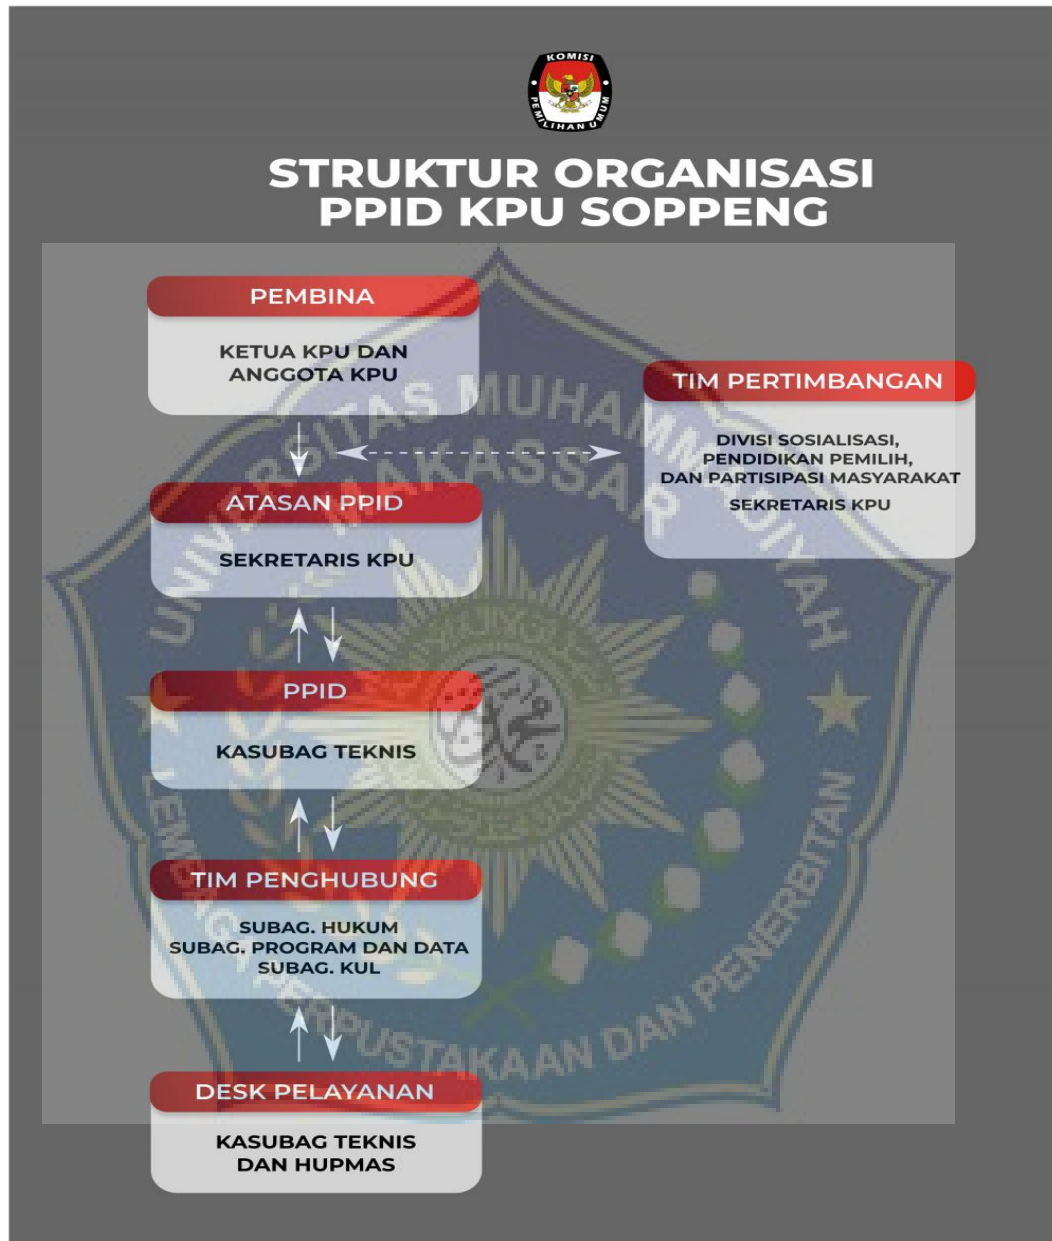 KOMISI
PEMILIHAN UMUM
STRUKTUR ORGANISASI
PPID KPU SOPPENG
PEMBINA
KETUA KPU DAN
ANGGOTA KPU
TIM PERTIMBANGAN
DIVISI SOSIALISASI,
PENDIDIKAN PEMILIH,
DAN PARTISIPASI MASYARAKAT
SEKRETARIS KPU
ATASAN PPID
SEKRETARIS KPU
PPID
KASUBAG TEKNIS
TIM PENGHUBUNG
SUBAG. HUKUM
SUBAG. PROGRAM DAN DATA
SUBAG. KUL
DESK PELAYANAN
KASUBAG TEKNIS
DAN HUPMAS
UNIVERSITAS MUHAMMADIYAH
MAKASSAR
LEMBAGA PERPUSTAKAAN DAN PENERBITAN